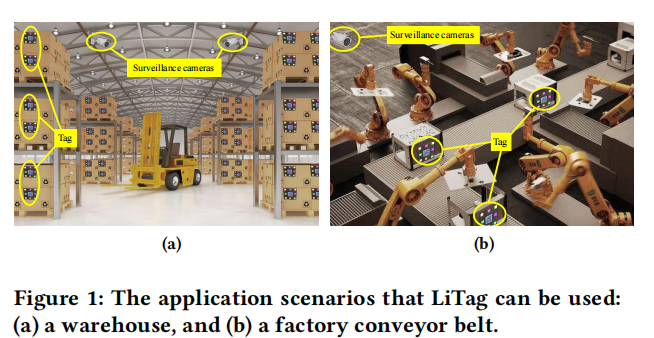 Surveillance cameras
Surveillance cameras
Tag
Tag
(a)
(b)
Figure 1: The application scenarios that LiTag can be used:
(a) a warehouse, and (b) a factory conveyor belt.